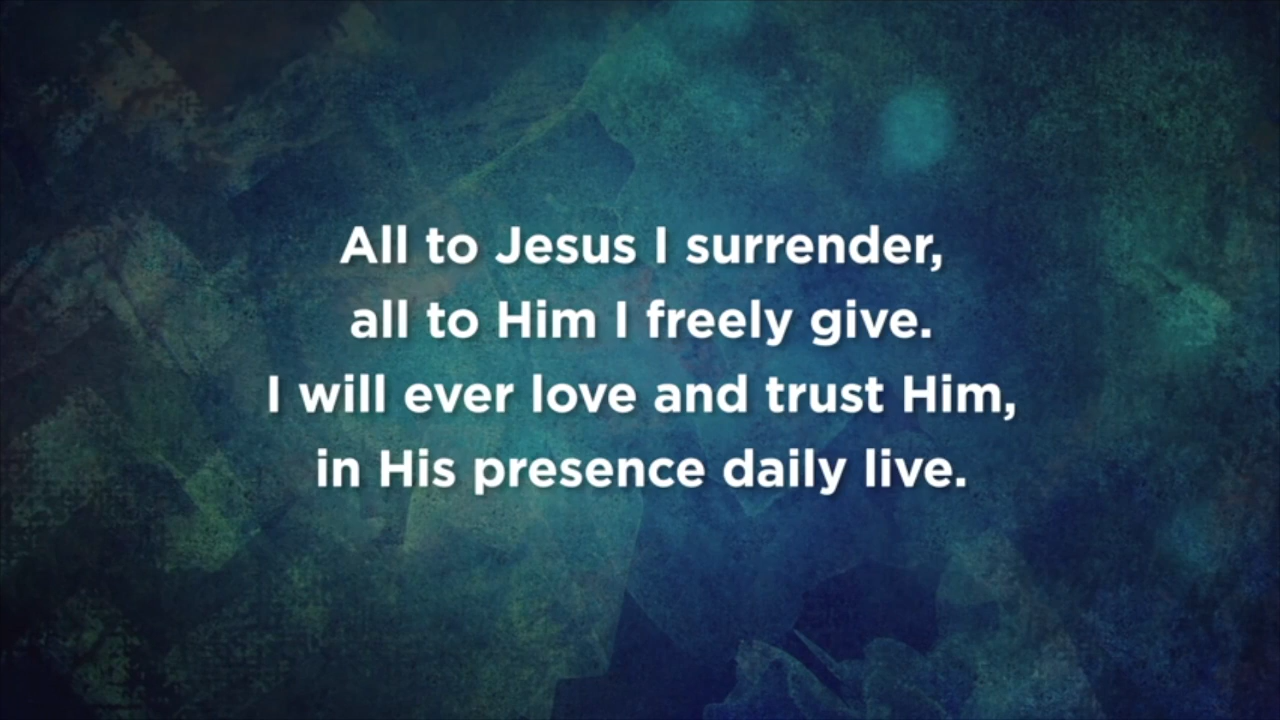 All to Jesus I surrender,
all to Him I freely give.
I will ever love and trust Him,
in His presence daily live.